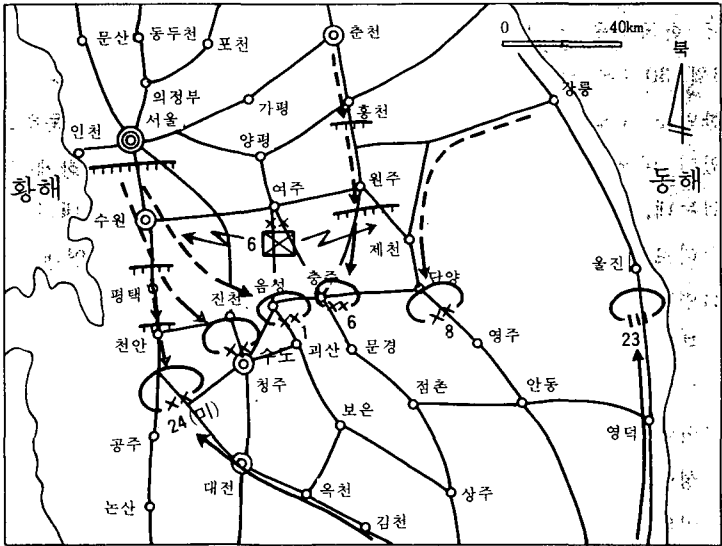 문산
동두천
포천
춘천
0 40km
북
의정부
가평
홍천
강릉
인천
서울
양평
황해
여주
원주
동해
수원
6
제천
울진
평택
진천
음성
충주
단양
천안
수도
1
6
8
23
괴산
문경
영주
청주
24 (미)
점촌
안동
보은
공주
영덕
대전
옥천
상주
논산
김천